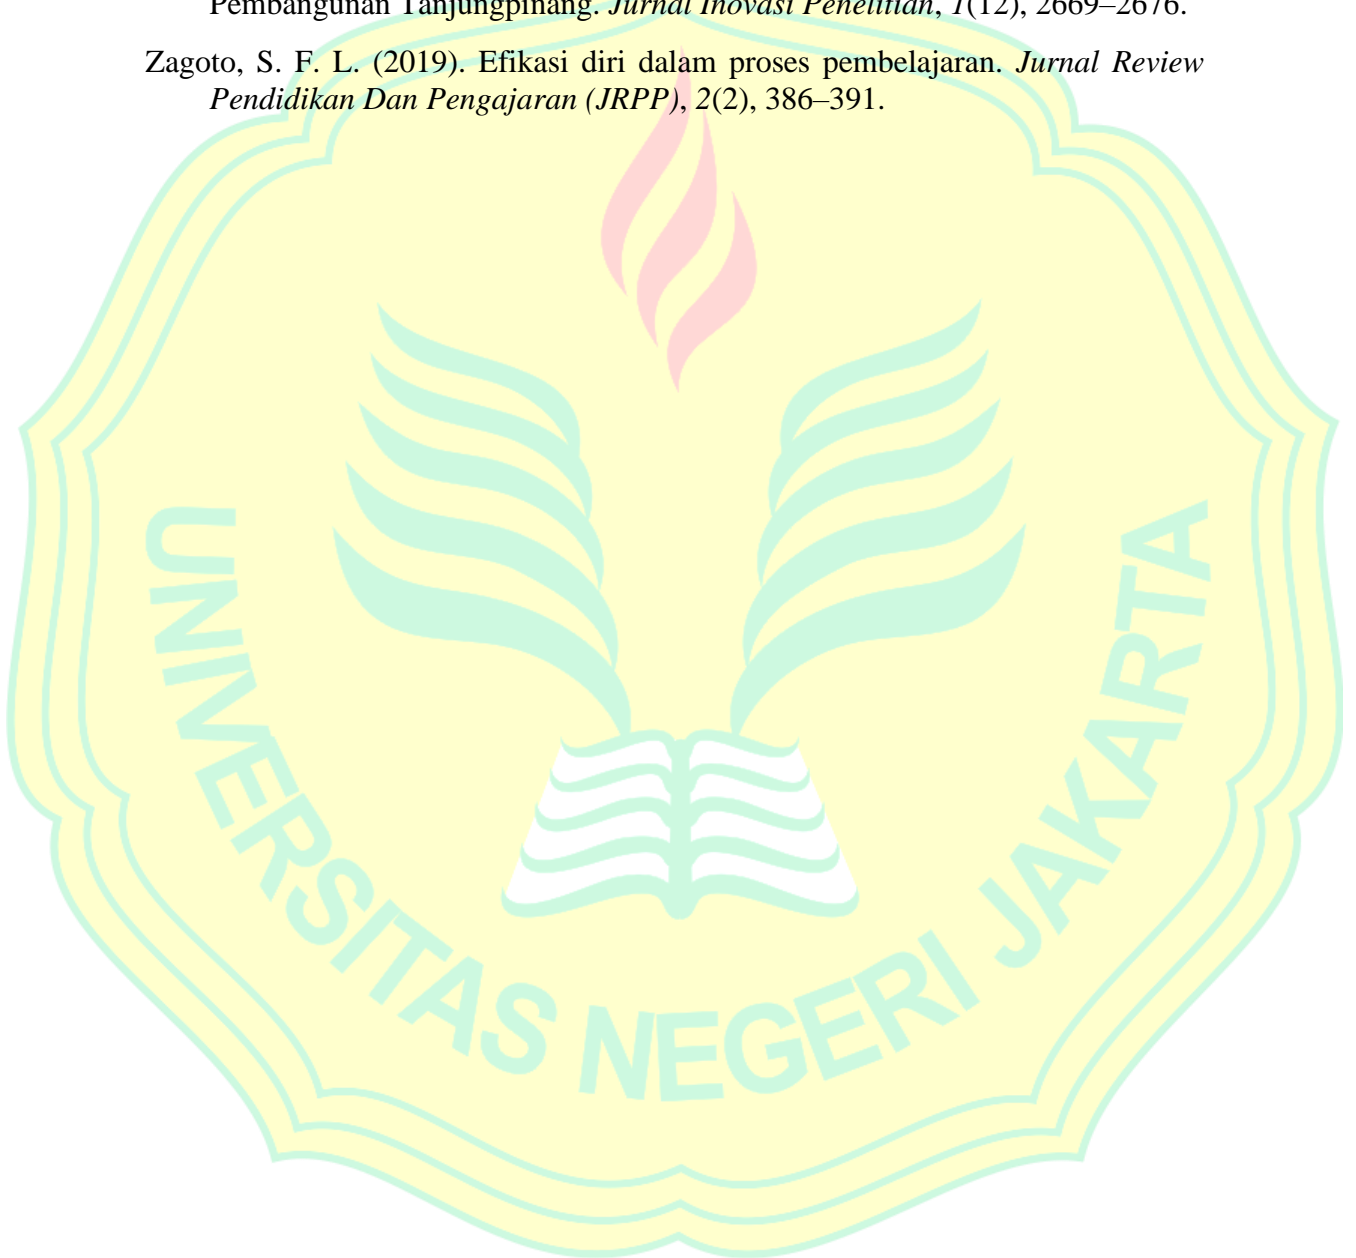 Pembangunan Tanjungpinang. Jurnal Inovasi Penelitian, 1(12), 2669–2676.
Zagoto, S. F. L. (2019). Efikasi diri dalam proses pembelajaran. Jurnal Review
Pendidikan Dan Pengajaran (JRPP), 2(2), 386–391.
UNIVERSITAS NEGERI JAKARTA